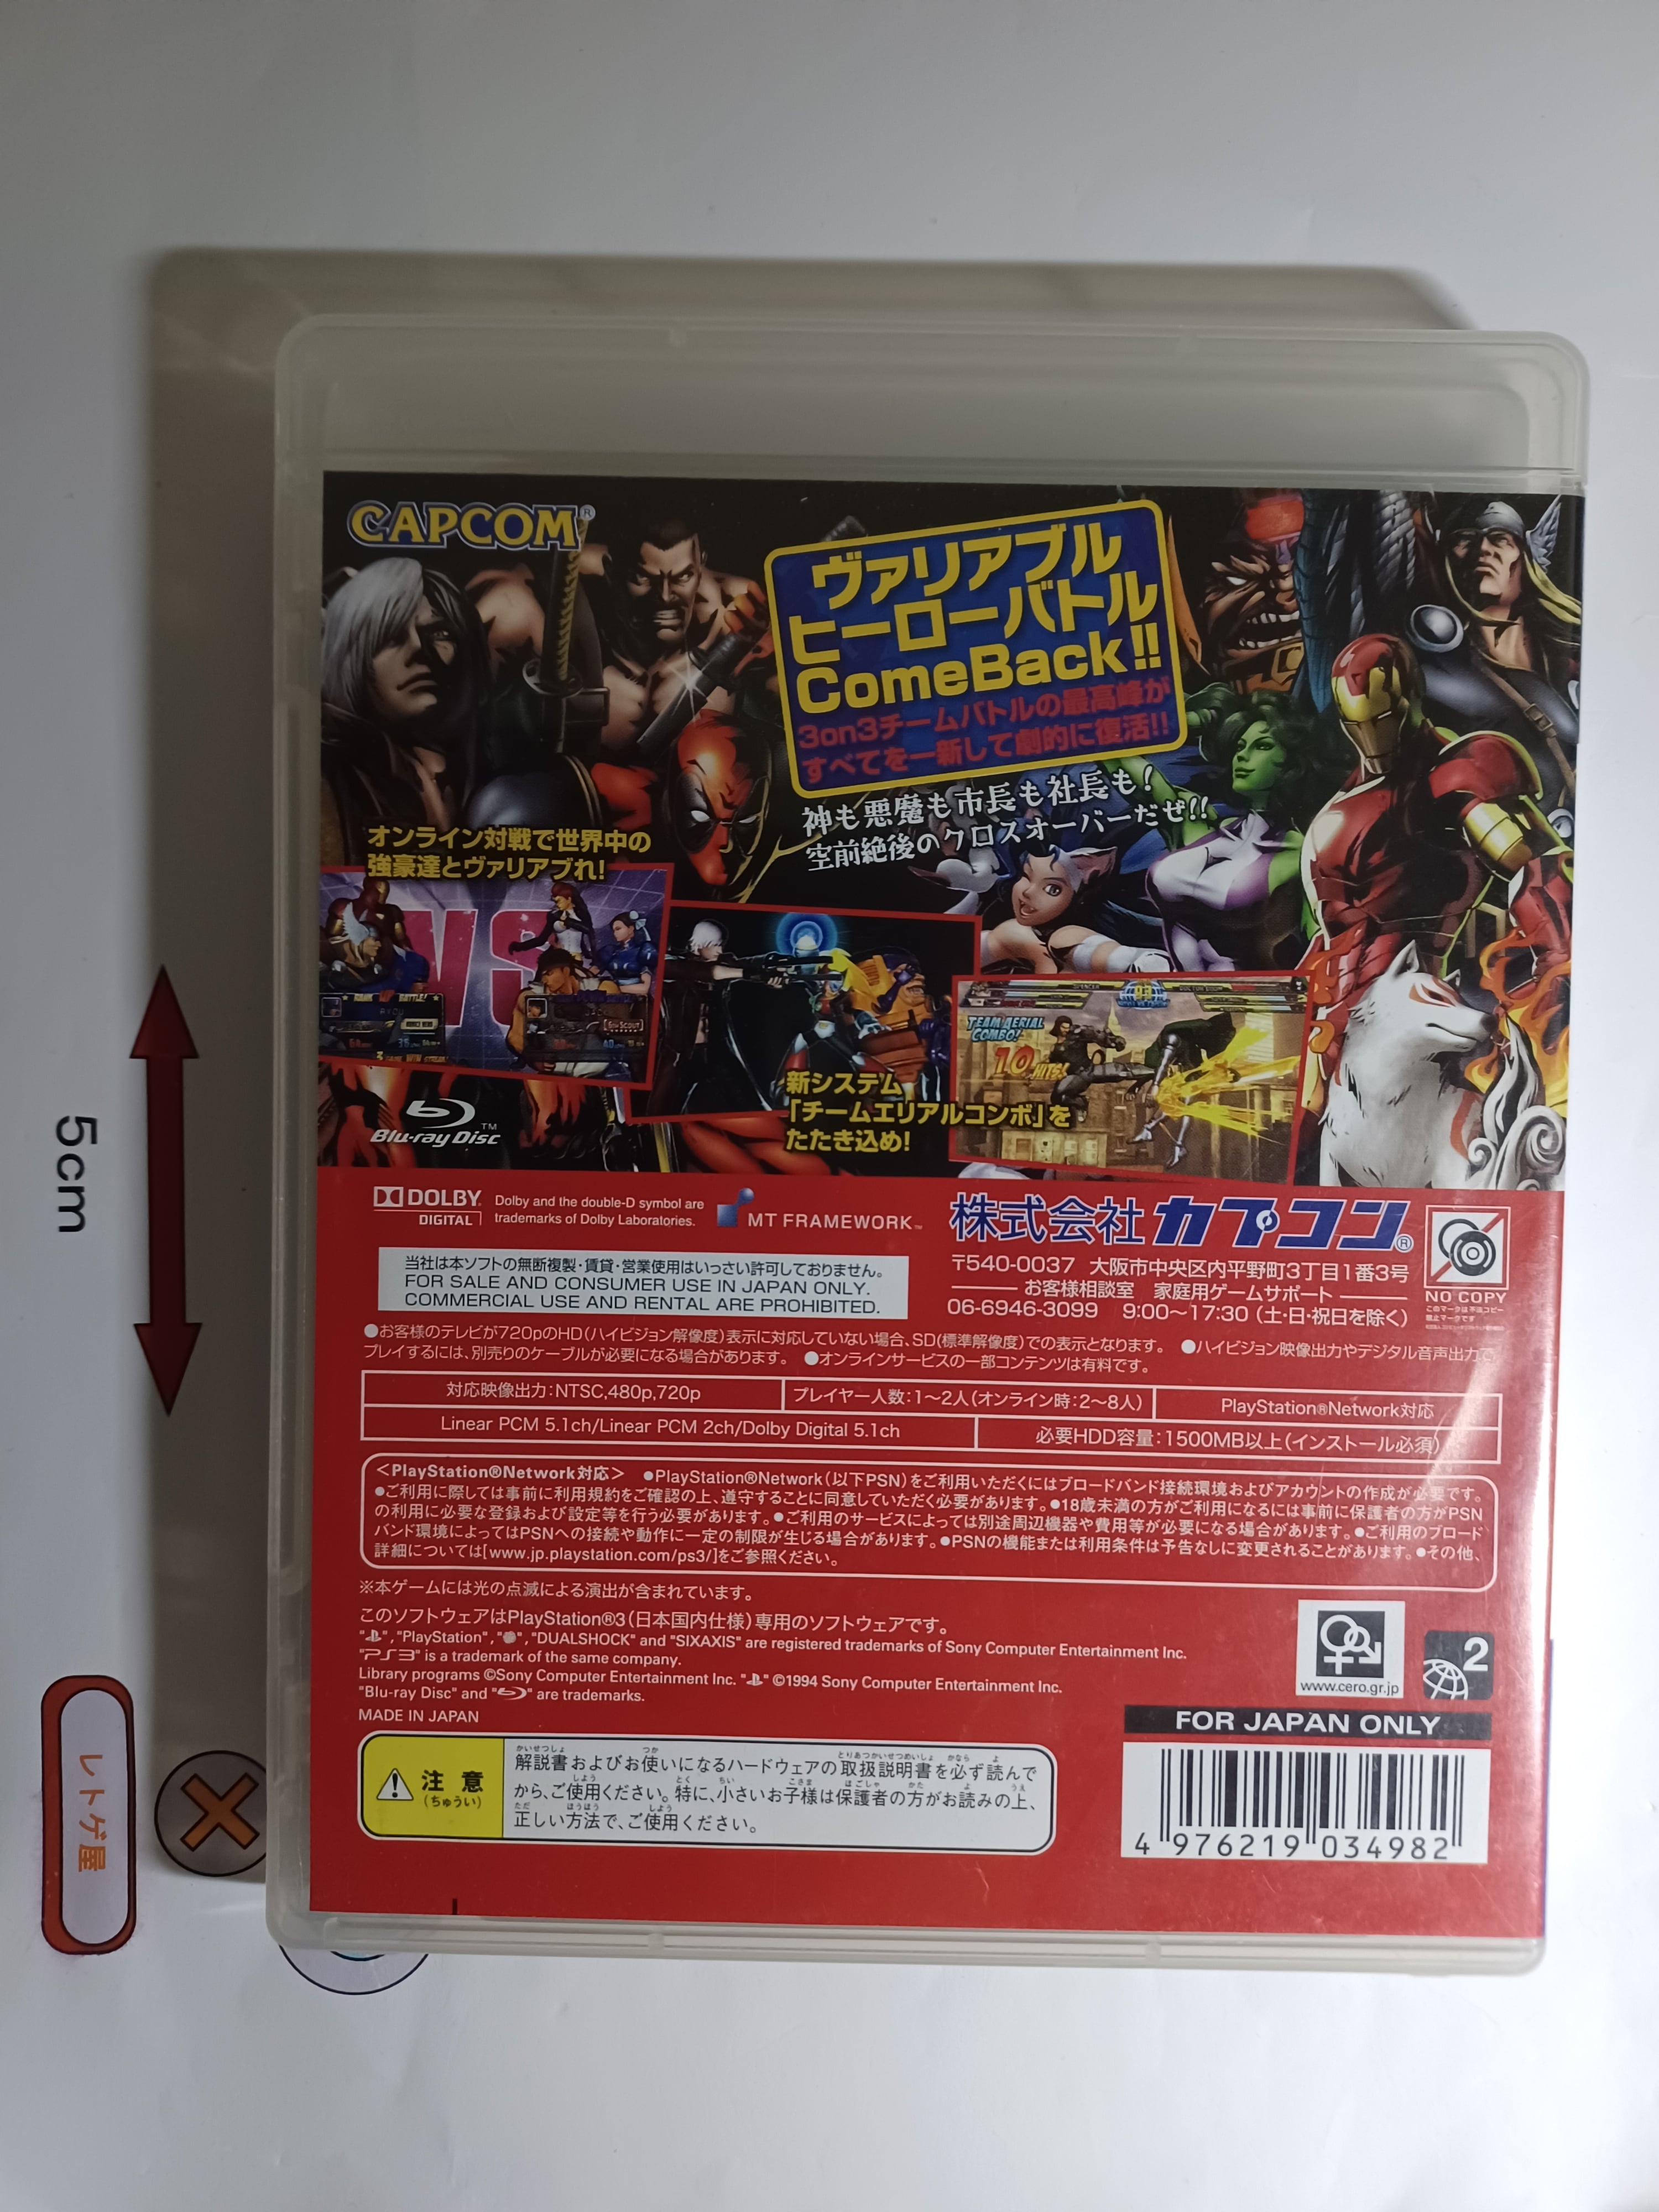 CAPCOM®
ヴァリアブル
ヒーローバトル
ComeBack!!
3on3チームバトルの最高峰が
すべてを一新して劇的に復活!!
神も悪魔も市長も社長も!
空前絶後のクロスオーバーだぜ!!
オンライン対戦で世界中の
強豪達とヴァリアブれ!
VS
TEAM AERIAL
COMBO!
10 HITS!
新システム
「チームエリアルコンボ」を
たたき込め!
Blu-ray Disc™
DOLBY
DIGITAL
Dolby and the double-D symbol are
trademarks of Dolby Laboratories.
MT FRAMEWORK™
株式会社カプコン®
〒540-0037 大阪市中央区内平野町3丁目1番3号
お客様相談室 家庭用ゲームサポート
06-6946-3099 9:00〜17:30(土・日・祝日を除く)
NO COPY
当社は本ソフトの無断複製・賃貸・営業使用はいっさい許可しておりません。
FOR SALE AND CONSUMER USE IN JAPAN ONLY.
COMMERCIAL USE AND RENTAL ARE PROHIBITED.
●お客様のテレビが720pのHD(ハイビジョン解像度)表示に対応していない場合、SD(標準解像度)での表示となります。 ●ハイビジョン映像出力やデジタル音声出力で
プレイするには、別売りのケーブルが必要になる場合があります。 ●オンラインサービスの一部コンテンツは有料です。
対応映像出力:NTSC,480p,720p
プレイヤー人数:1〜2人(オンライン時:2〜8人)
PlayStation®Network対応
Linear PCM 5.1ch/Linear PCM 2ch/Dolby Digital 5.1ch
必要HDD容量:1500MB以上(インストール必須)
<PlayStation®Network対応> ●PlayStation®Network(以下PSN)をご利用いただくにはブロードバンド接続環境およびアカウントの作成が必要です。
●ご利用に際しては事前に利用規約をご確認の上、遵守することに同意していただく必要があります。●18歳未満の方がご利用になるには事前に保護者の方がPSN
の利用に必要な登録および設定等を行う必要があります。●ご利用のサービスによっては別途周辺機器や費用等が必要になる場合があります。●ご利用のブロード
バンド環境によってはPSNへの接続や動作に一定の制限が生じる場合があります。●PSNの機能または利用条件は予告なしに変更されることがあります。●その他、
詳細については[www.jp.playstation.com/ps3/]をご参照ください。
※本ゲームには光の点滅による演出が含まれています。
このソフトウェアはPlayStation®3(日本国内仕様)専用のソフトウェアです。
" ", "PlayStation", " ", "DUALSHOCK" and "SIXAXIS" are registered trademarks of Sony Computer Entertainment Inc.
"PS3" is a trademark of the same company.
Library programs ©Sony Computer Entertainment Inc. " " ©1994 Sony Computer Entertainment Inc.
"Blu-ray Disc" and " " are trademarks.
MADE IN JAPAN
www.cero.gr.jp
2
FOR JAPAN ONLY
4 976219 034982
注意
(ちゅうい)
解説書およびお使いになるハードウェアの取扱説明書を必ず読んで
から、ご使用ください。特に、小さいお子様は保護者の方がお読みの上、
正しい方法で、ご使用ください。
5cm
レトゲ屋